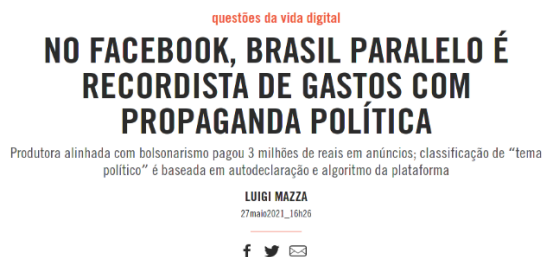 questões da vida digital
NO FACEBOOK, BRASIL PARALELO É
RECORDISTA DE GASTOS COM
PROPAGANDA POLÍTICA
Produtora alinhada com bolsonarismo pagou 3 milhões de reais em anúncios; classificação de “tema
político” é baseada em autodeclaração e algoritmo da plataforma
LUIGI MAZZA
27maio2021_16h26